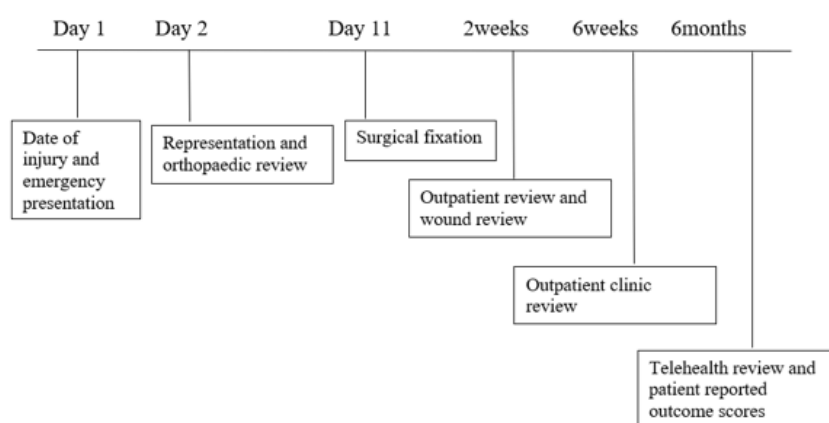 Day 1 Day 2 Day 11 2weeks 6weeks 6months
Date of
injury and
emergency
presentation
Representation and
orthopaedic review
Surgical fixation
Outpatient review and
wound review
Outpatient clinic
review
Telehealth review and
patient reported
outcome scores